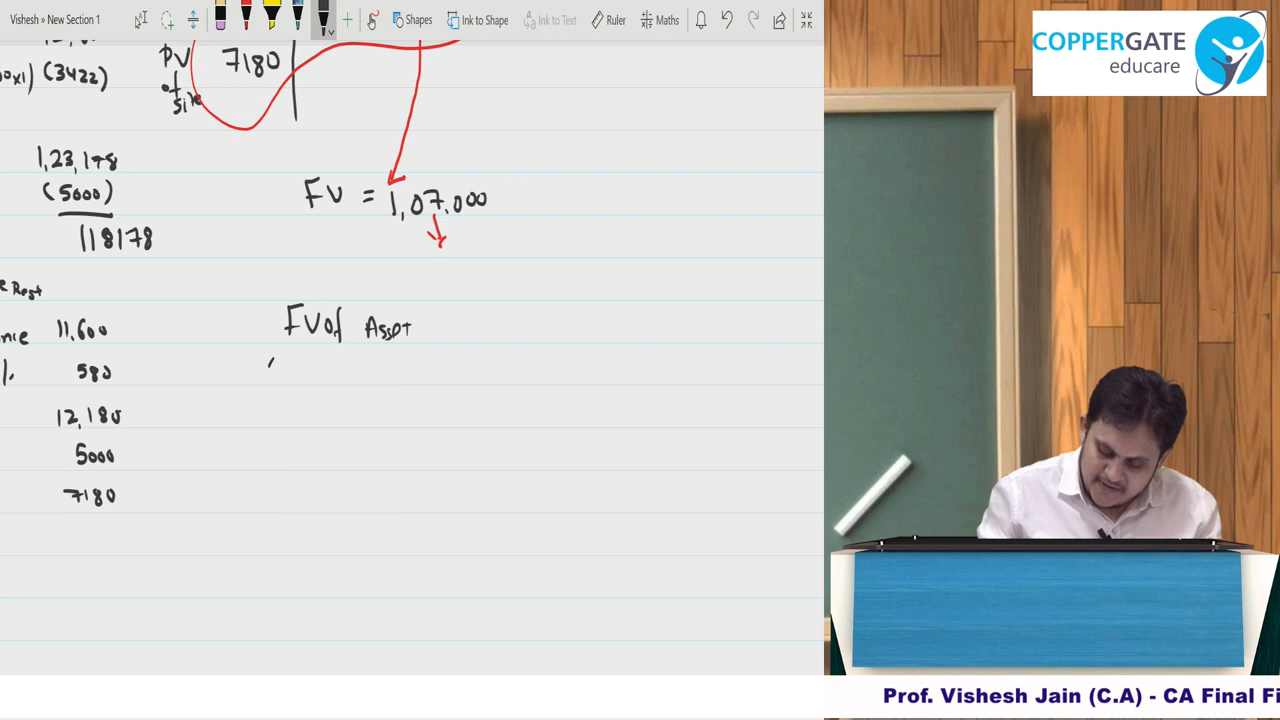 Vishesh » New Section 1
Shapes
Ink to Shape
Ink to Text
Ruler
Maths
COPPERGATE
educare
(3422)
PV
of
7180
1,23,178
(5000)
118178
FV = 1,07,000
FV of Asset
11,600
580
12,180
5000
7180
Prof. Vishesh Jain (C.A) - CA Final Fi